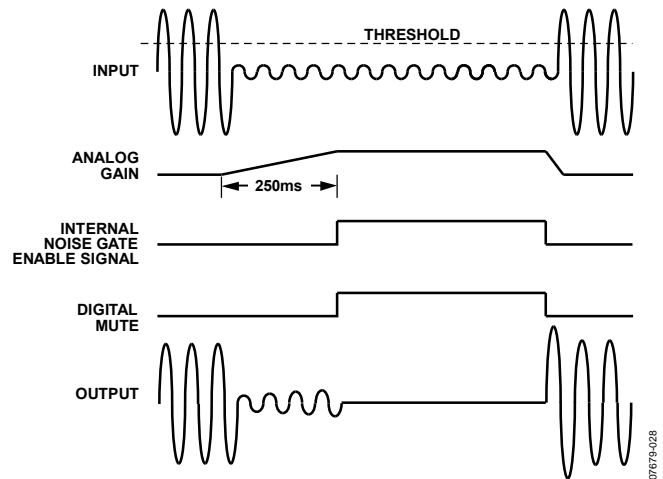 THRESHOLD
INPUT
ANALOG
GAIN
250ms
INTERNAL
NOISE GATE
ENABLE SIGNAL
DIGITAL
MUTE
OUTPUT
07679-028